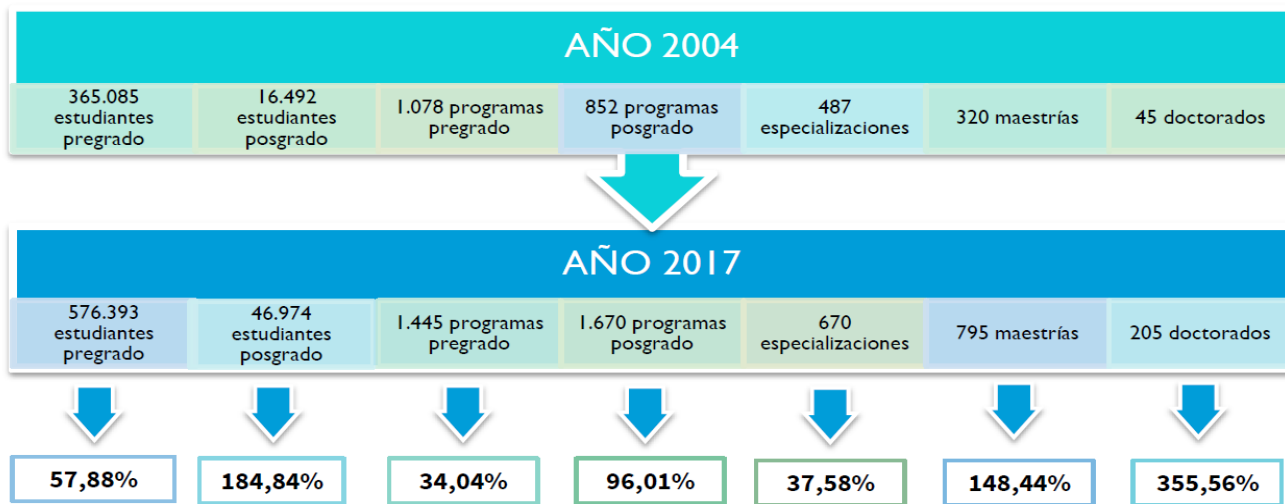 AÑO 2004
365.085
estudiantes
pregrado
16.492
estudiantes
posgrado
1.078 programas
pregrado
852 programas
posgrado
487
especializaciones
320 maestrías
45 doctorados
AÑO 2017
576.393
estudiantes
pregrado
46.974
estudiantes
posgrado
1.445 programas
pregrado
1.670 programas
posgrado
670
especializaciones
795 maestrías
205 doctorados
57,88%
184,84%
34,04%
96,01%
37,58%
148,44%
355,56%